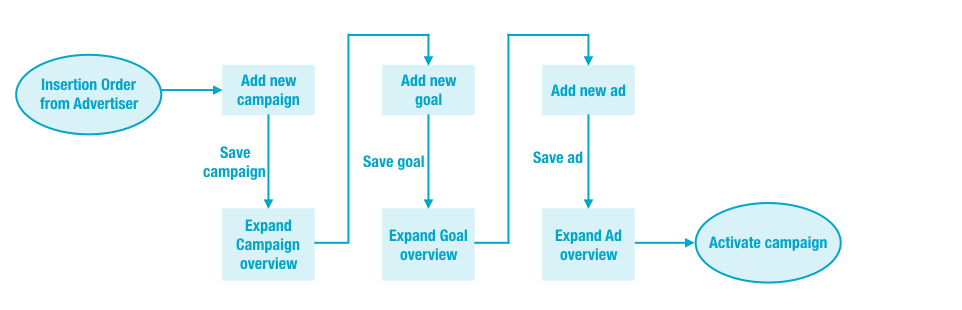 Insertion Order
from Advertiser
Add new
campaign
Save
campaign
Expand
Campaign
overview
Add new
goal
Save goal
Expand Goal
overview
Add new ad
Save ad
Expand Ad
overview
Activate campaign